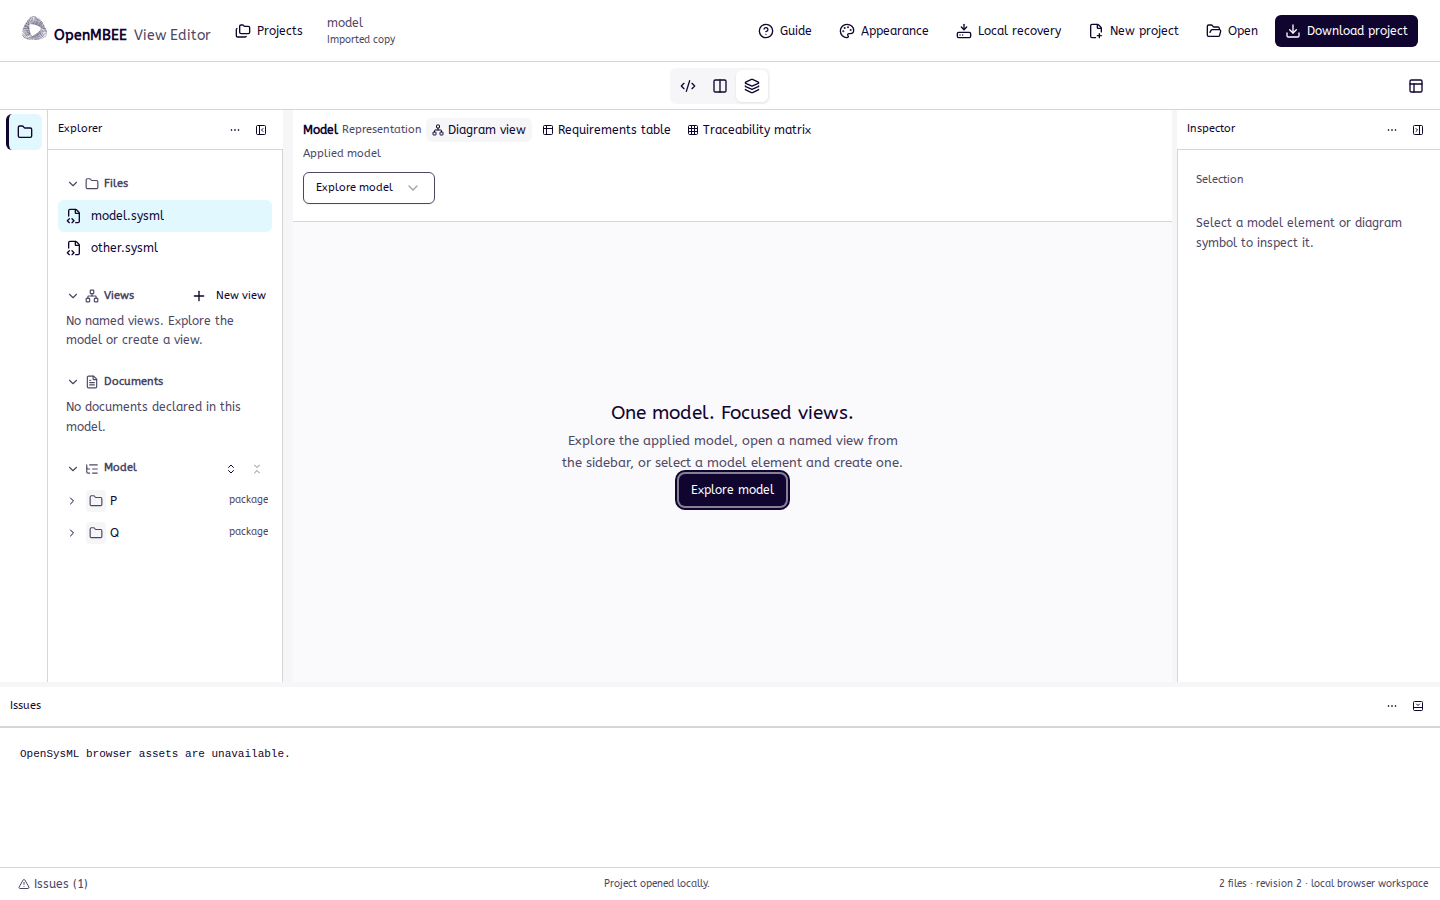 OpenMBEE View Editor
Projects
model
Imported copy
Guide
Appearance
Local recovery
New project
Open
Download project
Explorer
Files
model.sysml
other.sysml
Views
New view
No named views. Explore the
model or create a view.
Documents
No documents declared in this
model.
Model
P package
Q package
Model Representation Diagram view Requirements table Traceability matrix
Applied model
Explore model
One model. Focused views.
Explore the applied model, open a named view from
the sidebar, or select a model element and create one.
Explore model
Inspector
Selection
Select a model element or diagram
symbol to inspect it.
Issues
OpenSysML browser assets are unavailable.
Issues (1)
Project opened locally.
2 files · revision 2 · local browser workspace